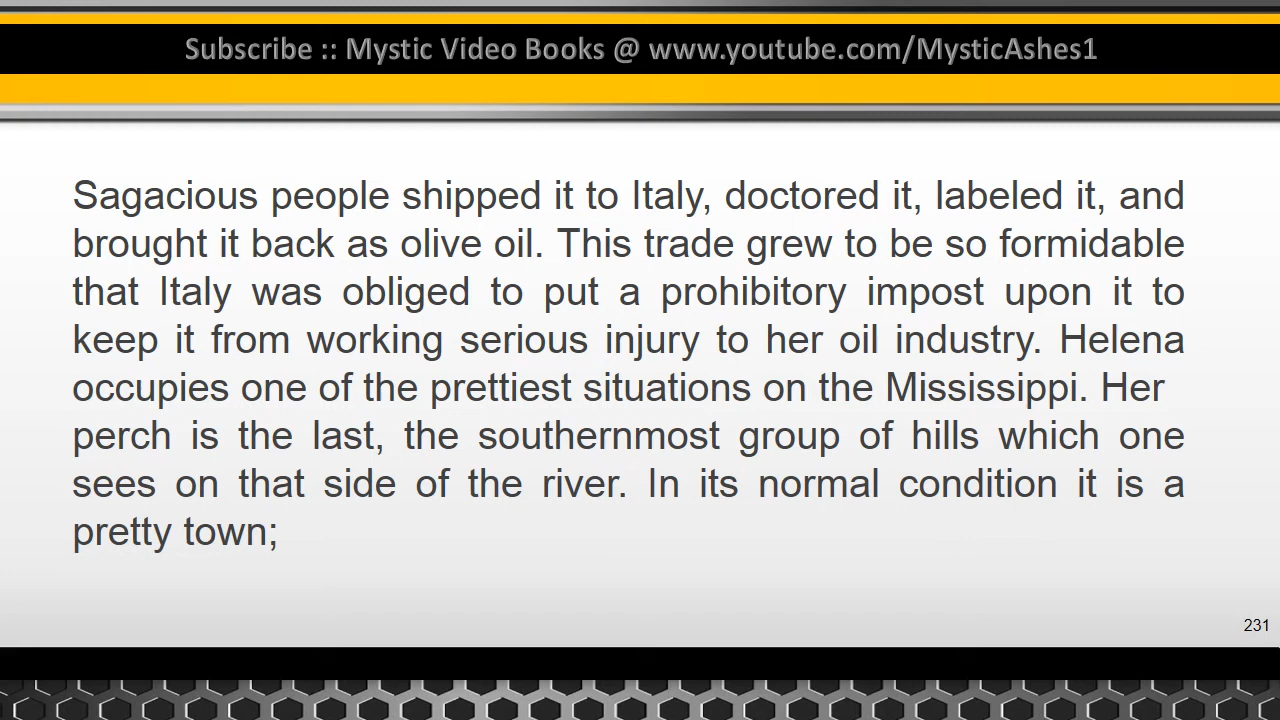 Subscribe :: Mystic Video Books @ www.youtube.com/MysticAshes1
Sagacious people shipped it to Italy, doctored it, labeled it, and
brought it back as olive oil. This trade grew to be so formidable
that Italy was obliged to put a prohibitory impost upon it to
keep it from working serious injury to her oil industry. Helena
occupies one of the prettiest situations on the Mississippi. Her
perch is the last, the southernmost group of hills which one
sees on that side of the river. In its normal condition it is a
pretty town;
231